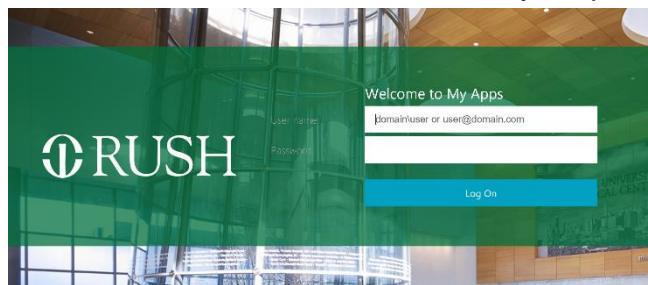 Welcome to My Apps
User name
domain\user or user@domain.com
RUSH
Password
Log On